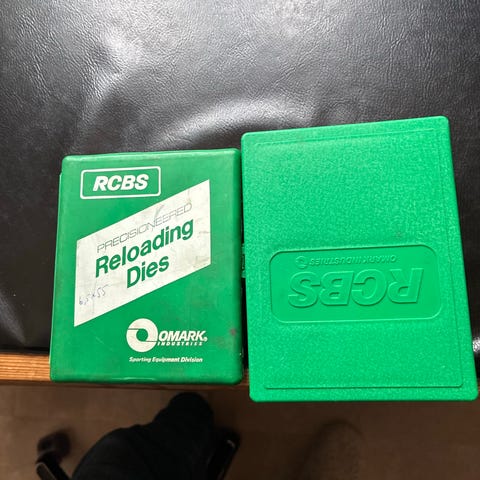 RCBS
PRECISIONEERED
Reloading
Dies
6,5x55
OMARK®
INDUSTRIES
Sporting Equipment Division
RCBS
OMARK INDUSTRIES